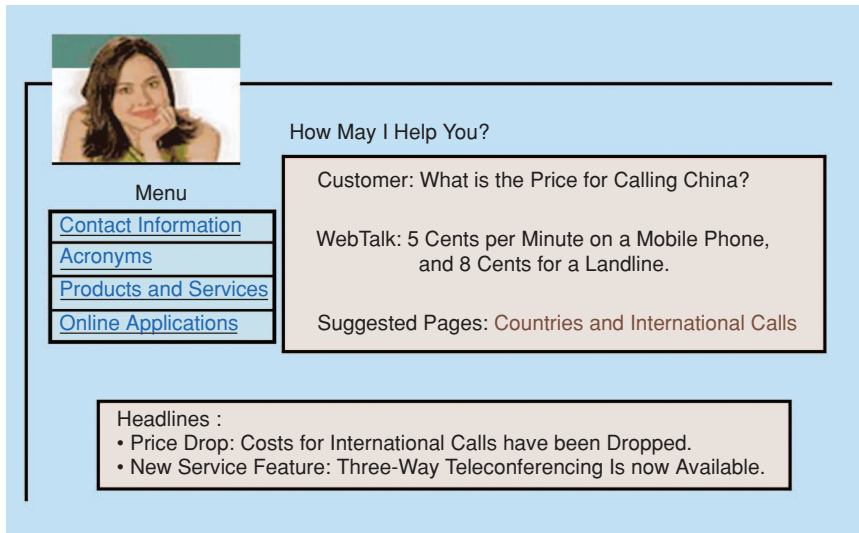 How May I Help You?
Menu
Contact Information
Acronyms
Products and Services
Online Applications
Customer: What is the Price for Calling China?
WebTalk: 5 Cents per Minute on a Mobile Phone,
and 8 Cents for a Landline.
Suggested Pages: Countries and International Calls
Headlines :
• Price Drop: Costs for International Calls have been Dropped.
• New Service Feature: Three-Way Teleconferencing Is now Available.